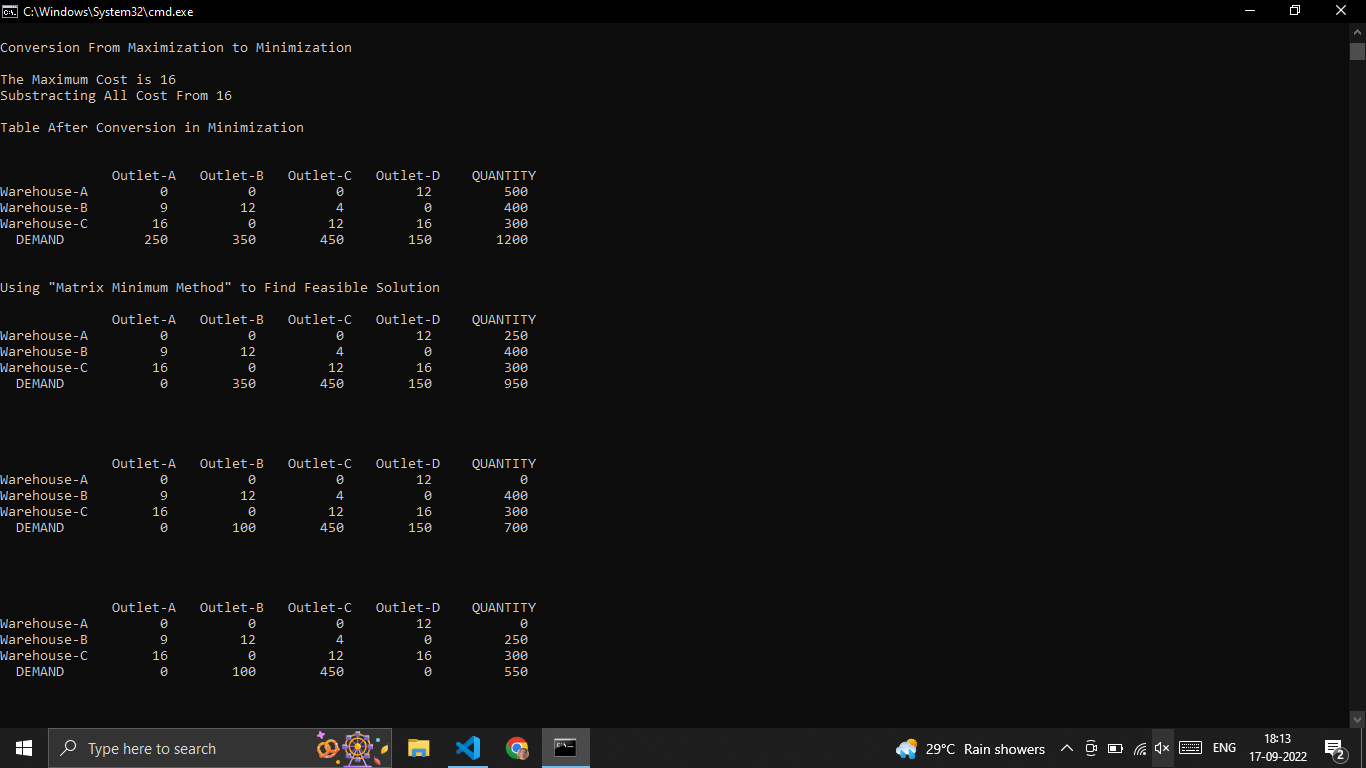 C:\Windows\System32\cmd.exe
Conversion From Maximization to Minimization
The Maximum Cost is 16
Substracting All Cost From 16
Table After Conversion in Minimization
Outlet-A Outlet-B Outlet-C Outlet-D QUANTITY
Warehouse-A 0 0 0 12 500
Warehouse-B 9 12 4 0 400
Warehouse-C 16 0 12 16 300
DEMAND 250 350 450 150 1200
Using "Matrix Minimum Method" to Find Feasible Solution
Outlet-A Outlet-B Outlet-C Outlet-D QUANTITY
Warehouse-A 0 0 0 12 250
Warehouse-B 9 12 4 0 400
Warehouse-C 16 0 12 16 300
DEMAND 0 350 450 150 950
Outlet-A Outlet-B Outlet-C Outlet-D QUANTITY
Warehouse-A 0 0 0 12 0
Warehouse-B 9 12 4 0 400
Warehouse-C 16 0 12 16 300
DEMAND 0 100 450 150 700
Outlet-A Outlet-B Outlet-C Outlet-D QUANTITY
Warehouse-A 0 0 0 12 0
Warehouse-B 9 12 4 0 250
Warehouse-C 16 0 12 16 300
DEMAND 0 100 450 0 550
Type here to search
29°C Rain showers
ENG
18:13
17-09-2022
2